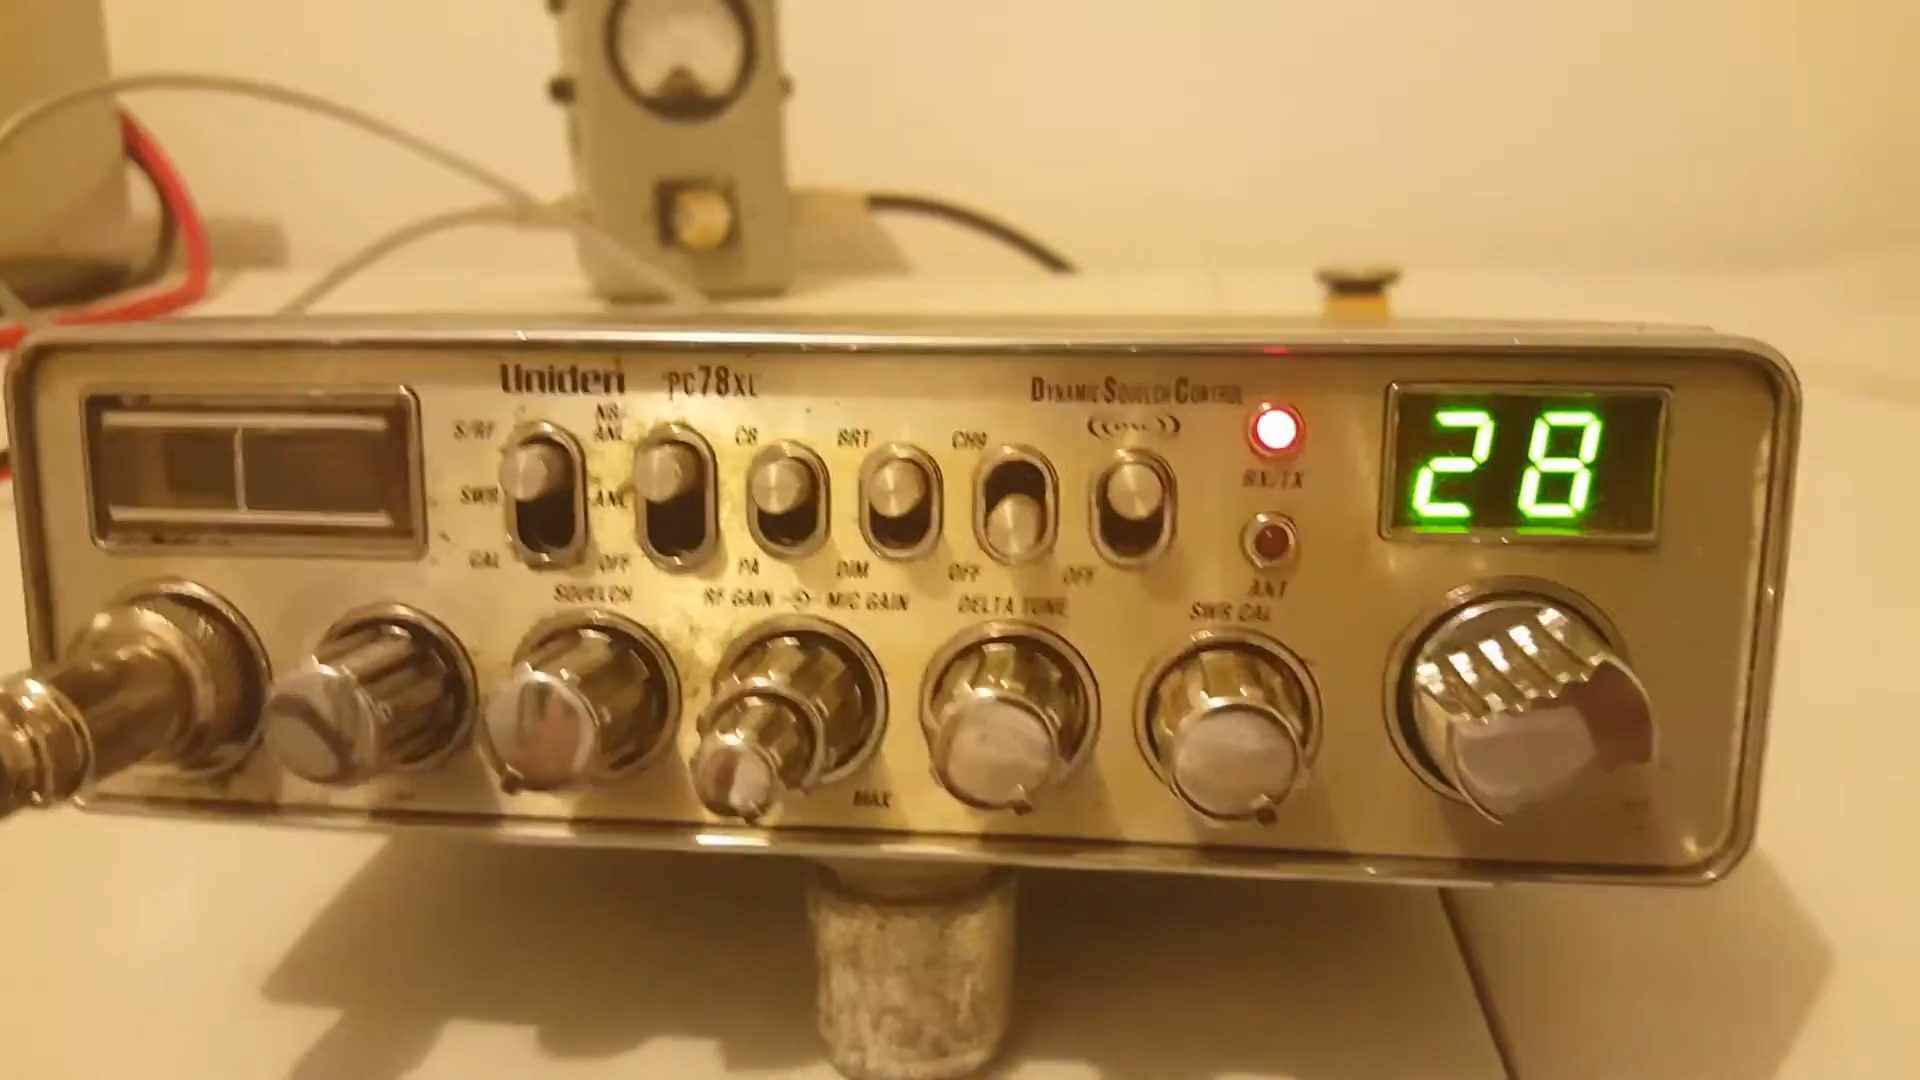 Uniden PC78XL
DYNAMIC SQUELCH CONTROL
S/RF
SWR
CAL
NB
ANL
ANL
OFF
CB
PA
BRT
DIM
CH9
OFF
OFF
RX/TX
ANT
28
SQUELCH
RF GAIN
MIC GAIN
DELTA TUNE
SWR CAL
MAX